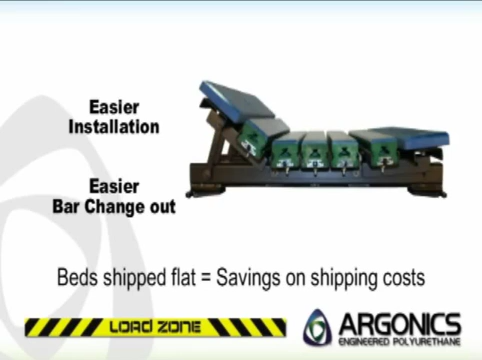 Easier
Installation
Easier
Bar Change out
Beds shipped flat = Savings on shipping costs
LOAD ZONE
ARGONICS
ENGINEERED POLYURETHANE